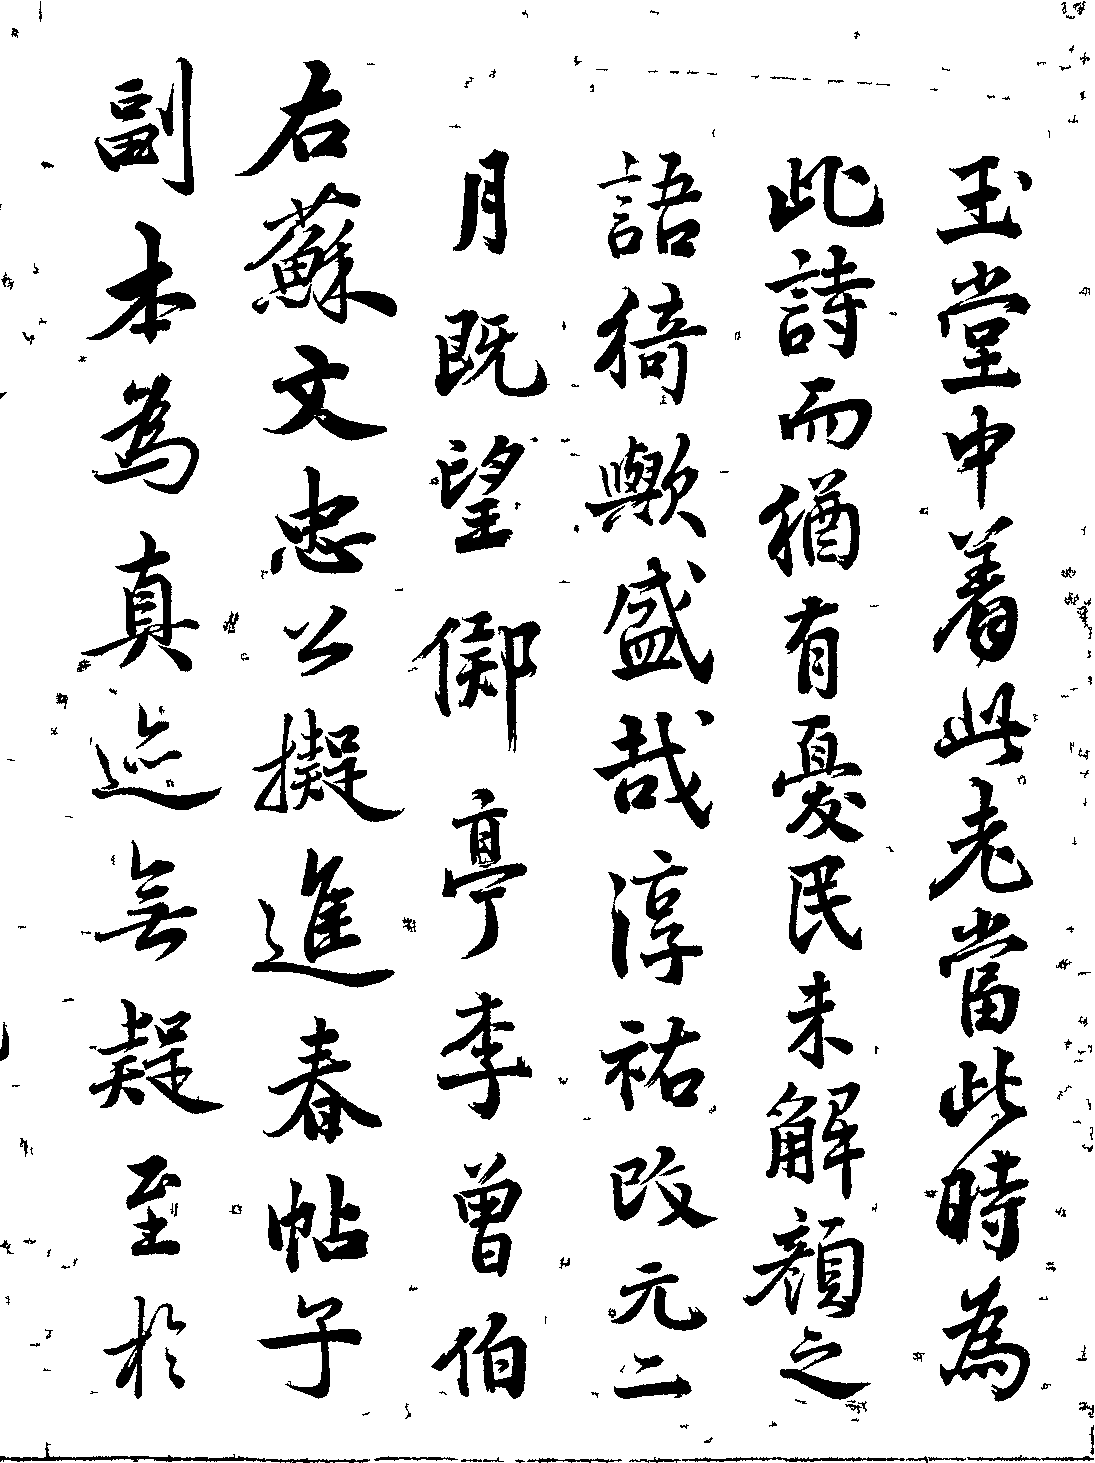 玉堂中着此老當此時為
此詩而猶有憂民未解顏之
語猗歟盛哉淳祐改元二
月既望㑉亭李曾伯
右蘇文忠公擬進春帖子
副本為真迹無疑至於